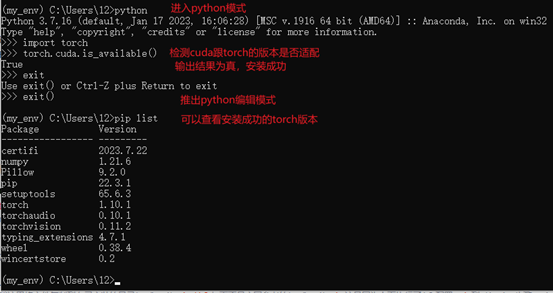 (my_env) C:\Users\12>python 进入python模式
Python 3.7.16 (default, Jan 17 2023, 16:06:28) [MSC v.1916 64 bit (AMD64)] :: Anaconda, Inc. on win32
Type "help", "copyright", "credits" or "license" for more information.
>>> import torch
>>> torch.cuda.is_available() 检测cuda跟torch的版本是否适配
True 输出结果为真，安装成功
>>> exit
Use exit() or Ctrl-Z plus Return to exit
>>> exit() 推出python编辑模式
(my_env) C:\Users\12>pip list 可以查看安装成功的torch版本
Package Version
----------------- ---------
certifi 2023.7.22
numpy 1.21.6
Pillow 9.2.0
pip 22.3.1
setuptools 65.6.3
torch 1.10.1
torchaudio 0.10.1
torchvision 0.11.2
typing_extensions 4.7.1
wheel 0.38.4
wincertstore 0.2
(my_env) C:\Users\12>